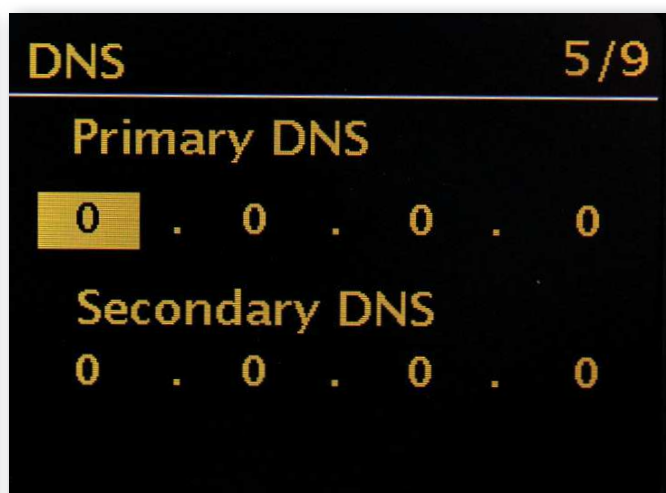 DNS 5/9
Primary DNS
0 . 0 . 0 . 0
Secondary DNS
0 . 0 . 0 . 0